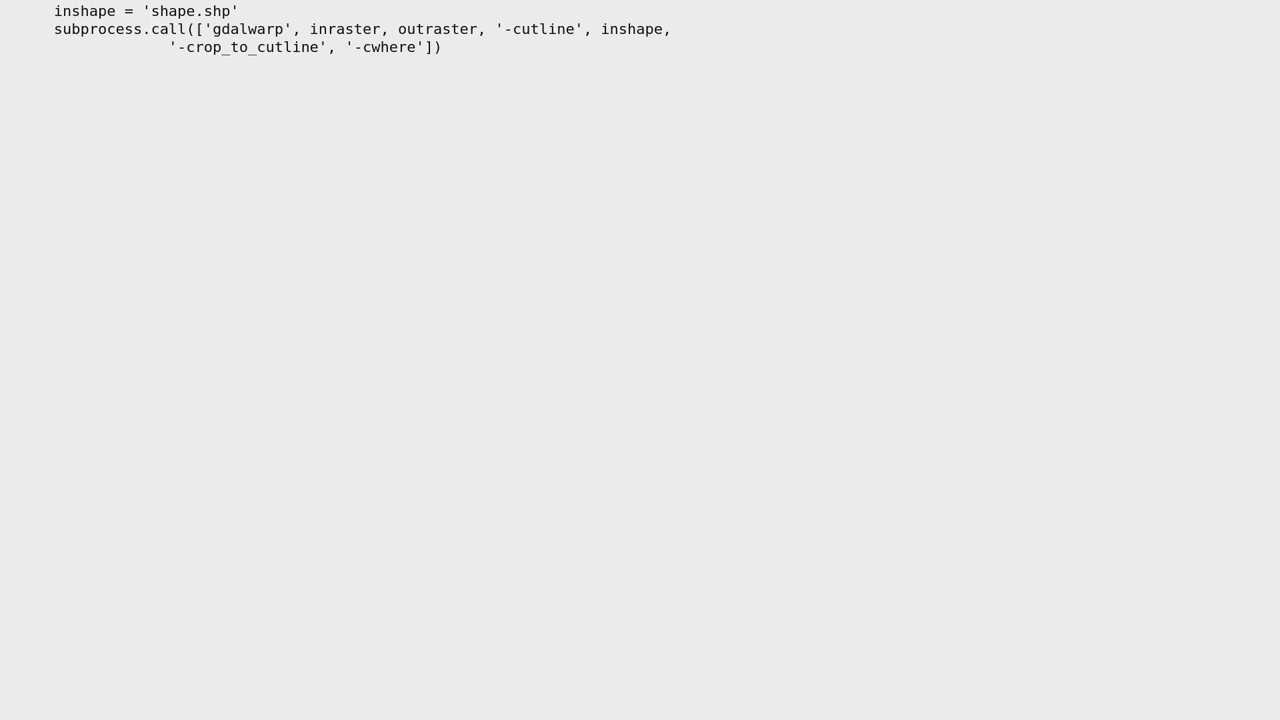 inshape = 'shape.shp'
subprocess.call(['gdalwarp', inraster, outraster, '-cutline', inshape,
             '-crop_to_cutline', '-cwhere'])